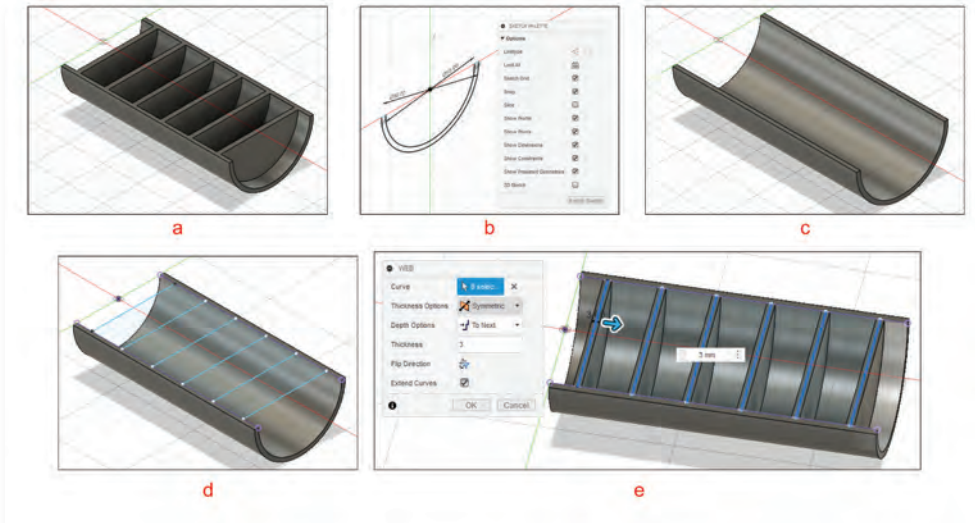 SKETCH PALETTE
Options
Linetype
Look At
Sketch Grid
Snap
Slice
Show Points
Show Dimensions
Show Constraints
Show Projected Geometries
3D Sketch
Finish Sketch
a
b
c
WEB
Curve
Thickness Options
Symmetric
Depth Options
To Next
Thickness
3
Flip Direction
Extend Curves
OK
Cancel
3 mm
d
e